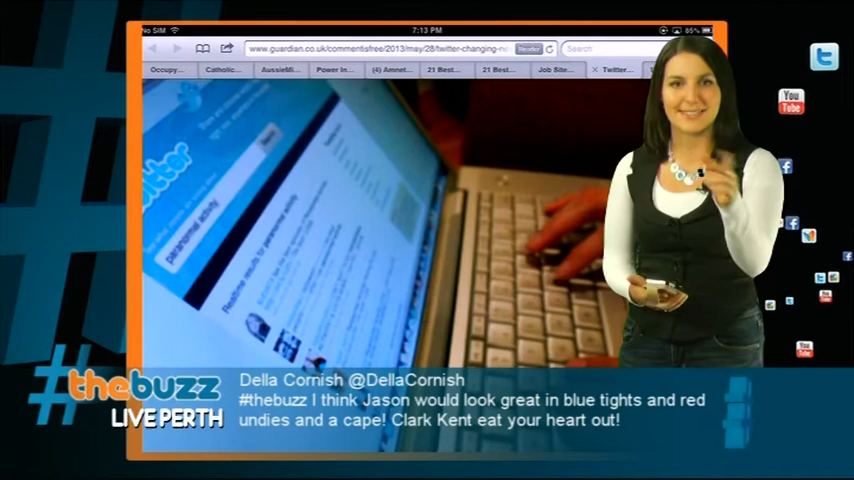 No SIM
7:13 PM
85%
www.guardian.co.uk/commentisfree/2013/may/28/twitter-changing-ne
Reader
Search
Occupy...
Catholic...
AussieMi...
Power In...
(4) Amnet...
21 Best...
21 Best...
Job Site...
Twitter...
You
Tube
paranormal activity
Realtime results for paranormal activity
#thebuzz
LIVE PERTH
Della Cornish @DellaCornish
#thebuzz I think Jason would look great in blue tights and red
undies and a cape! Clark Kent eat your heart out!